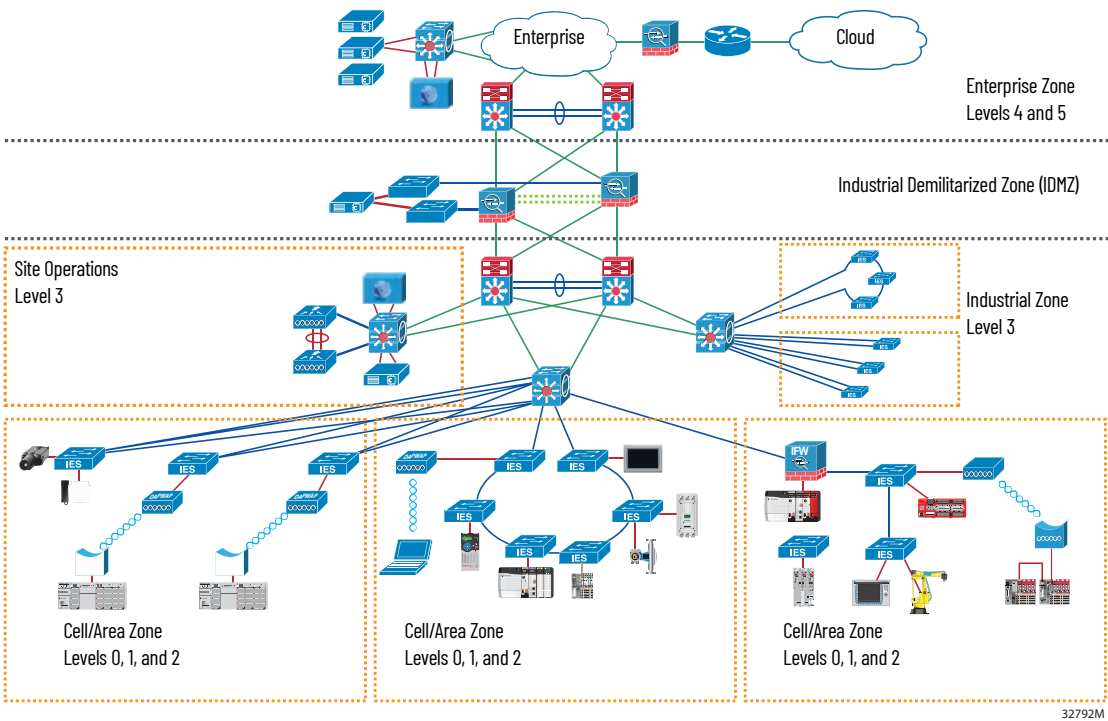 Enterprise
Cloud
Enterprise Zone
Levels 4 and 5
Industrial Demilitarized Zone (IDMZ)
Site Operations
Level 3
IES
IES
IES
Industrial Zone
Level 3
IES
IES
IES
IES
IES
IES
DAPWAP
DAPWAP
DAPWAP
IES
IES
IES
IES
IES
IES
IFW
IES
IES
IES
Cell/Area Zone
Levels 0, 1, and 2
Cell/Area Zone
Levels 0, 1, and 2
Cell/Area Zone
Levels 0, 1, and 2
32792M